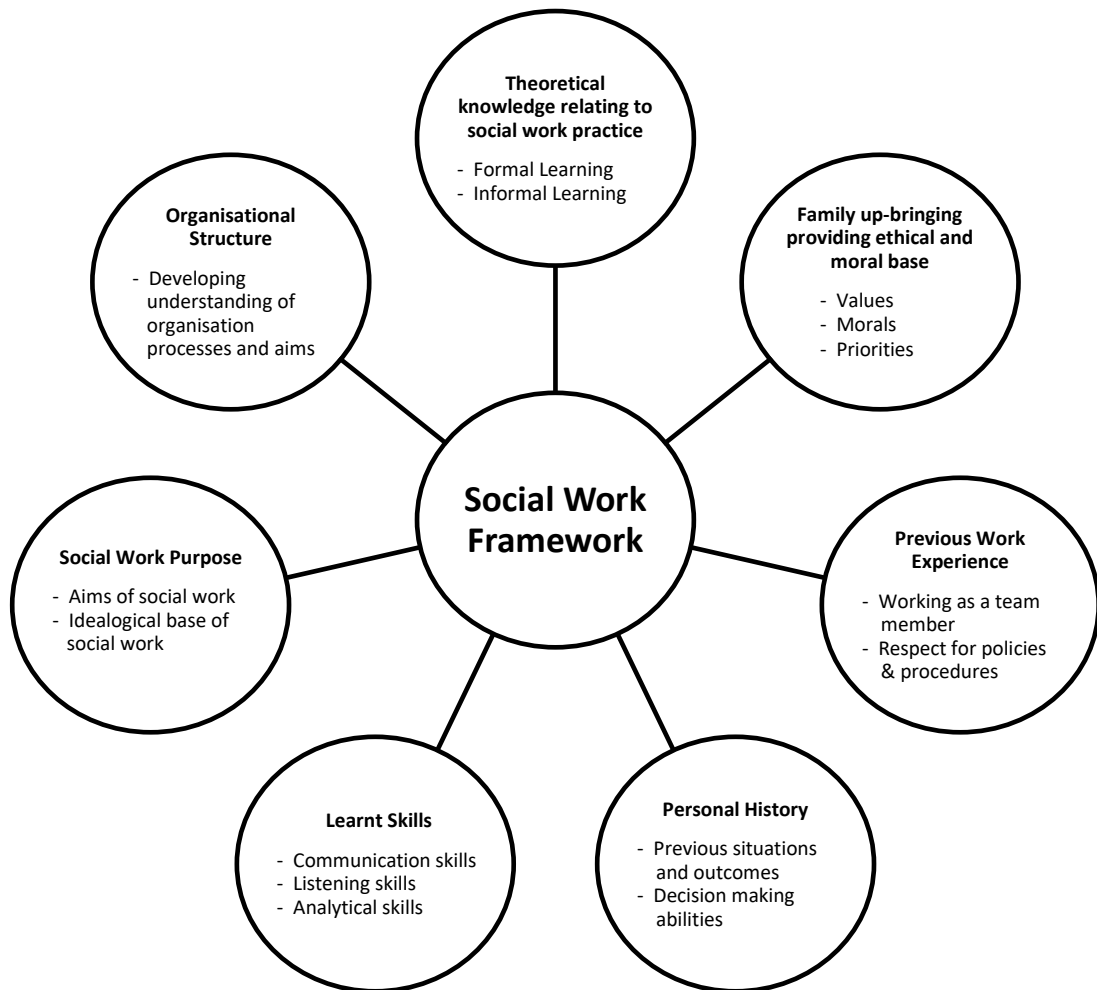 Theoretical
knowledge relating to
social work practice
- Formal Learning
- Informal Learning
Family up-bringing
providing ethical and
moral base
- Values
- Morals
- Priorities
Previous Work
Experience
- Working as a team
member
- Respect for policies
& procedures
Personal History
- Previous situations
and outcomes
- Decision making
abilities
Learnt Skills
- Communication skills
- Listening skills
- Analytical skills
Social Work Purpose
- Aims of social work
- Idealogical base of
social work
Organisational
Structure
- Developing
understanding of
organisation
processes and aims
Social Work
Framework